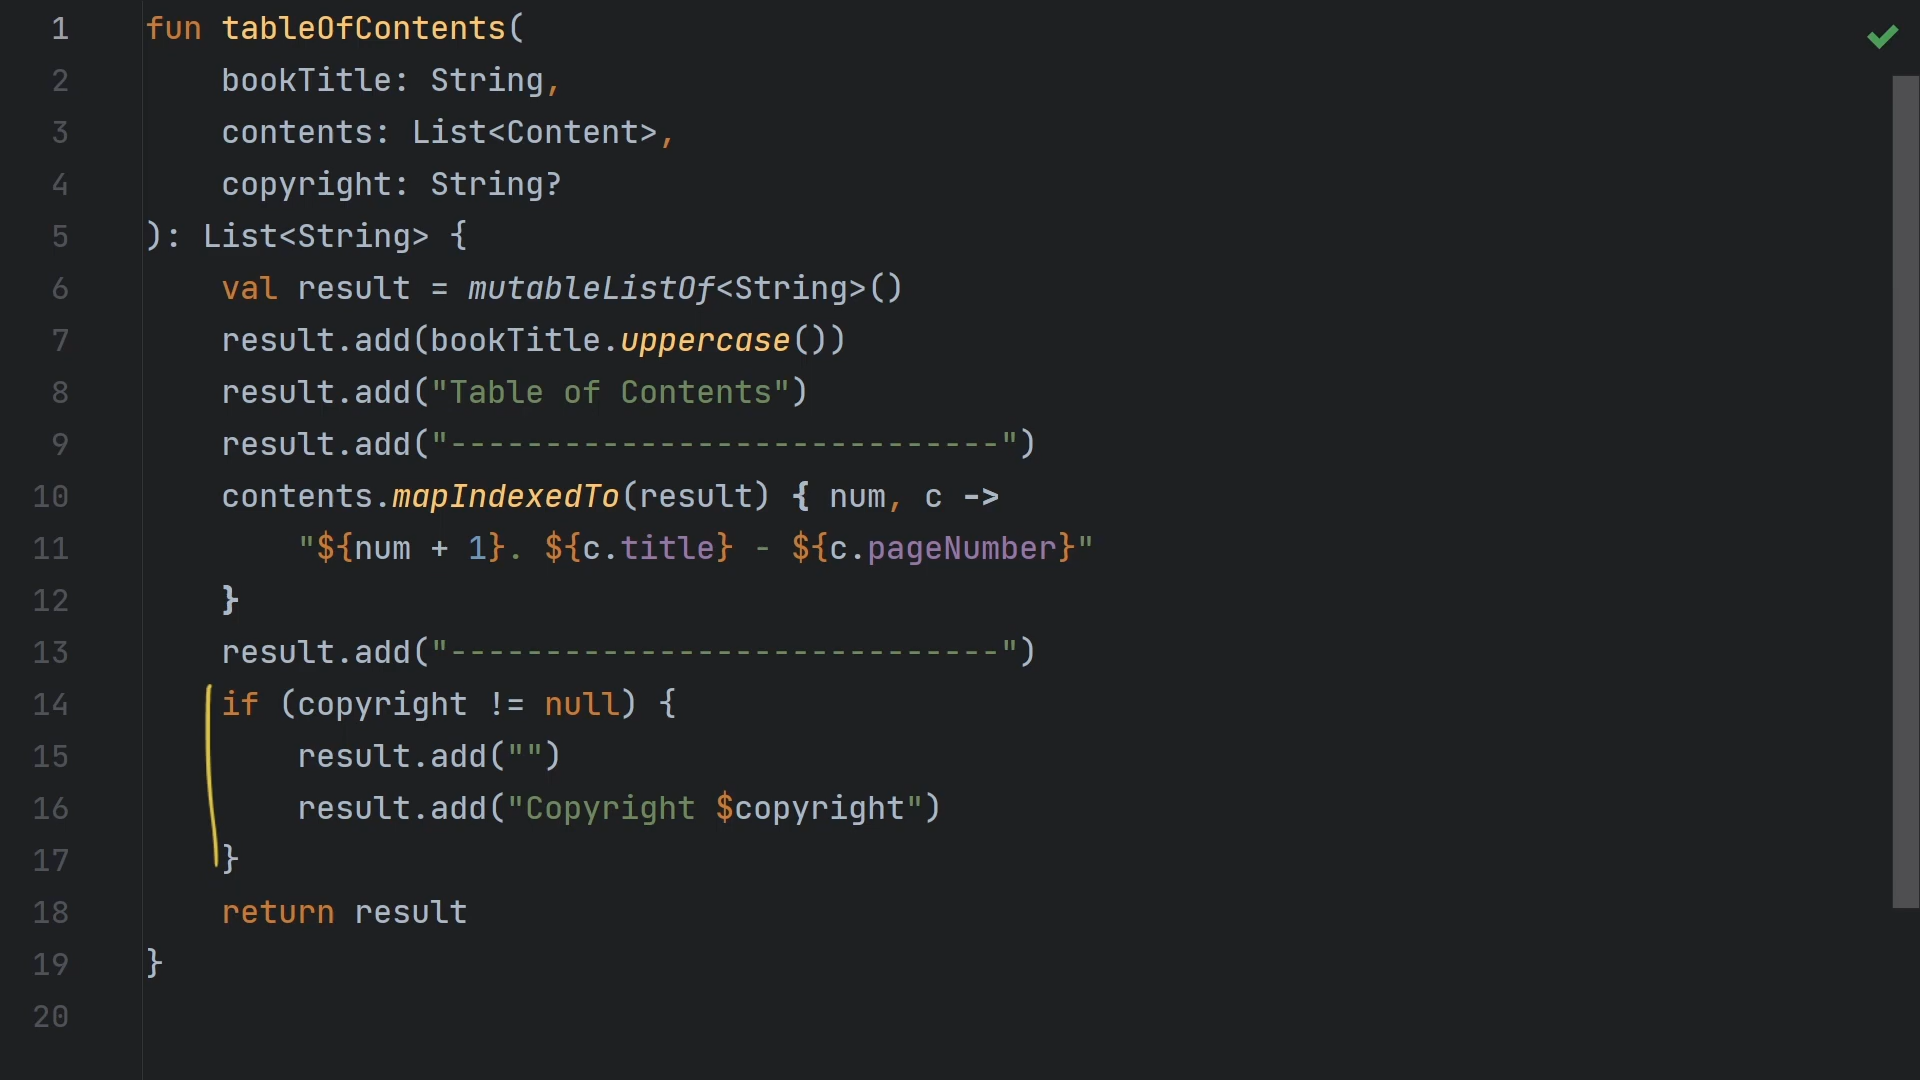 1 fun tableOfContents(
2     bookTitle: String,
3     contents: List<Content>,
4     copyright: String?
5 ): List<String> {
6     val result = mutableListOf<String>()
7     result.add(bookTitle.uppercase())
8     result.add("Table of Contents")
9     result.add("-----------------------------")
10     contents.mapIndexedTo(result) { num, c ->
11         "${num + 1}. ${c.title} - ${c.pageNumber}"
12     }
13     result.add("-----------------------------")
14     if (copyright != null) {
15         result.add("")
16         result.add("Copyright $copyright")
17     }
18     return result
19 }
20